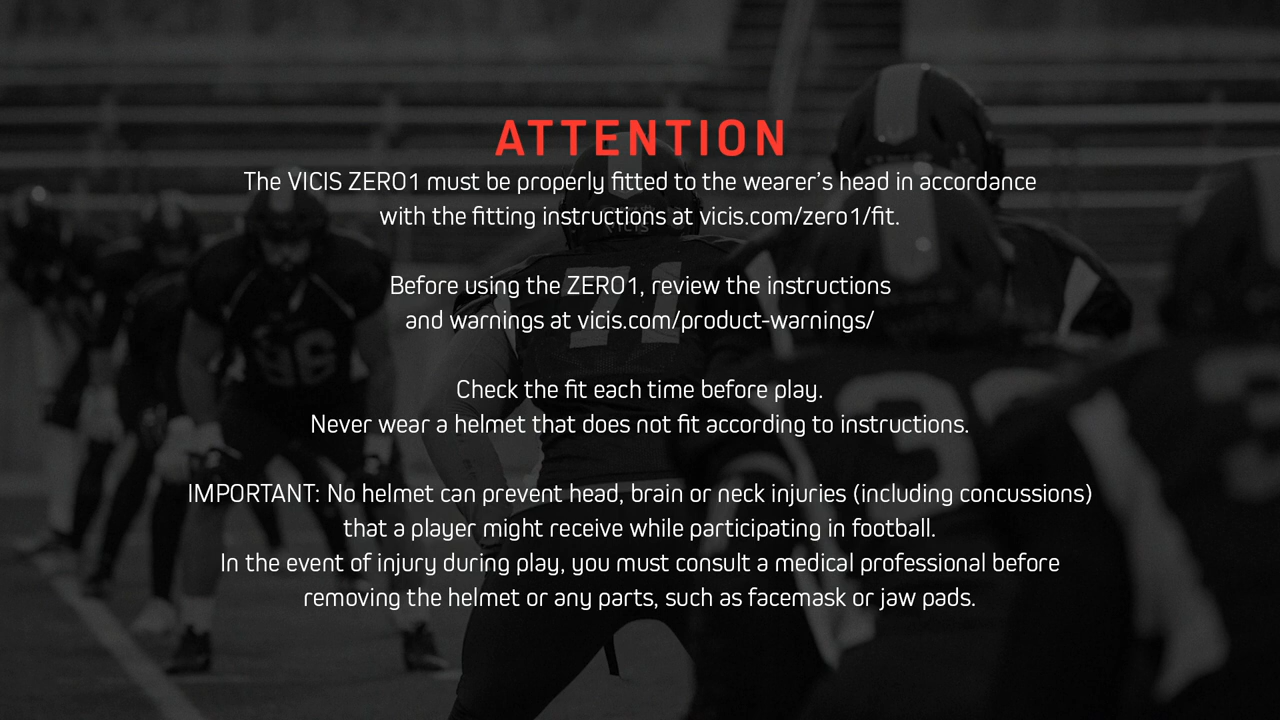 ATTENTION
The VICIS ZERO1 must be properly fitted to the wearer’s head in accordance
with the fitting instructions at vicis.com/zero1/fit.
Before using the ZERO1, review the instructions
and warnings at vicis.com/product-warnings/
Check the fit each time before play.
Never wear a helmet that does not fit according to instructions.
IMPORTANT: No helmet can prevent head, brain or neck injuries (including concussions)
that a player might receive while participating in football.
In the event of injury during play, you must consult a medical professional before
removing the helmet or any parts, such as facemask or jaw pads.
VICIS
71
96
3